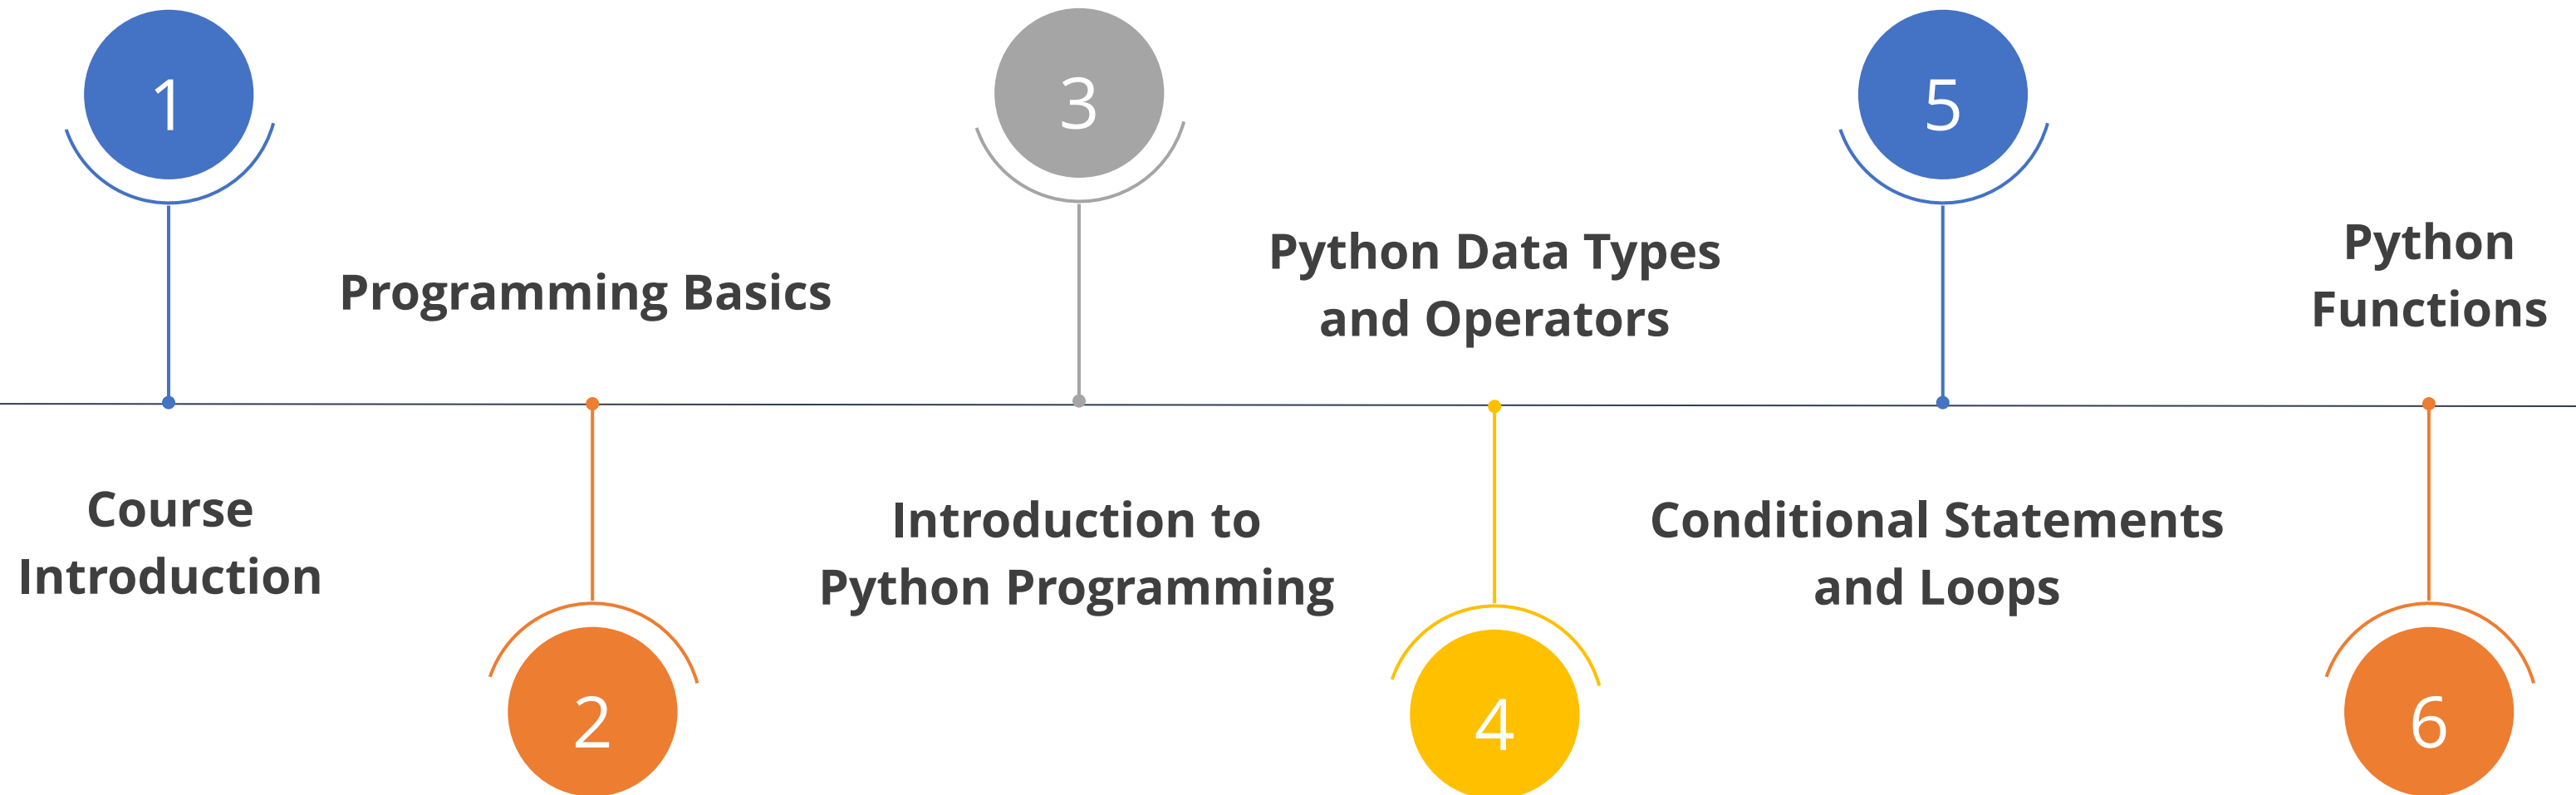 1
Course
Introduction
2
Programming Basics
3
Introduction to
Python Programming
4
Python Data Types
and Operators
5
Conditional Statements
and Loops
6
Python
Functions